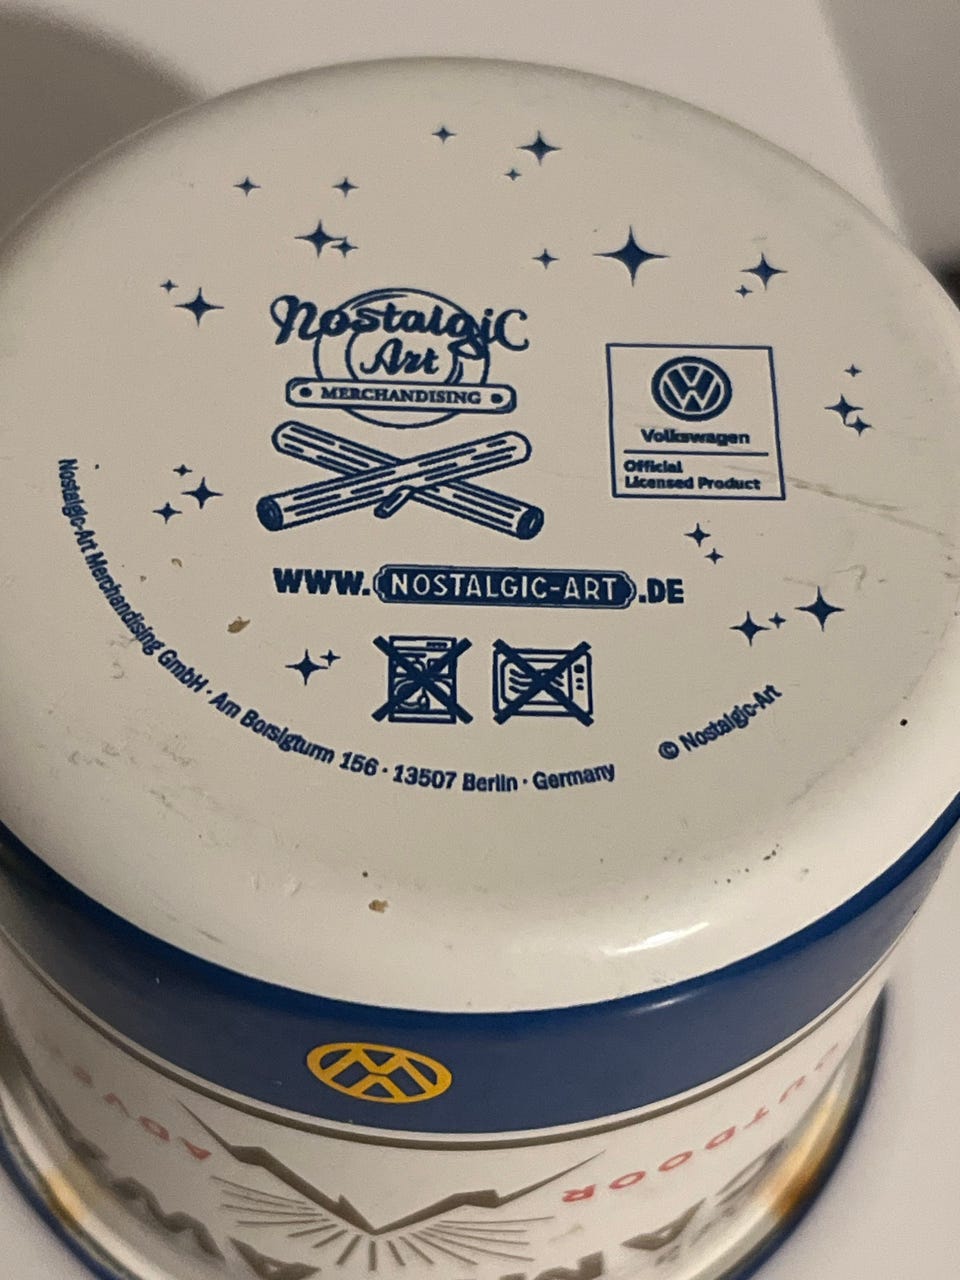 Nostalgic
Art
MERCHANDISING
Volkswagen
Official
Licensed Product
WWW.NOSTALGIC-ART.DE
Nostalgic-Art Merchandising GmbH · Am Borsigturm 156 · 13507 Berlin · Germany
© Nostalgic-Art
OUTDOOR